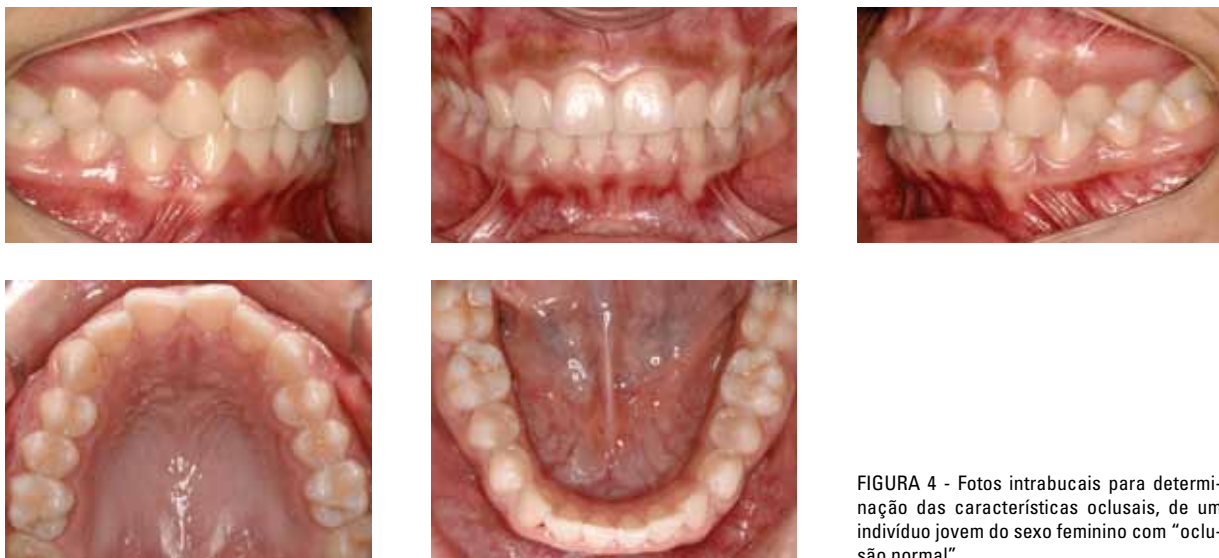 FIGURA 4 - Fotos intrabucais para determi-
nação das características oclusais, de um
indivíduo jovem do sexo feminino com “oclu-
são normal”